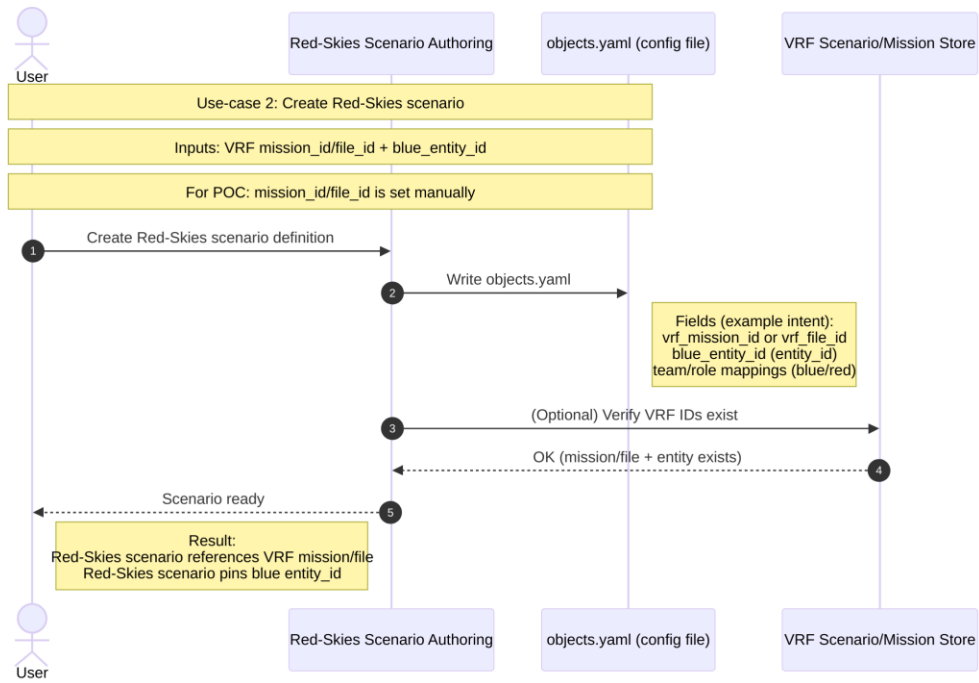 User
Red-Skies Scenario Authoring
objects.yaml (config file)
VRF Scenario/Mission Store
Use-case 2: Create Red-Skies scenario
Inputs: VRF mission_id/file_id + blue_entity_id
For POC: mission_id/file_id is set manually
1
Create Red-Skies scenario definition
2
Write objects.yaml
Fields (example intent):
vrf_mission_id or vrf_file_id
blue_entity_id (entity_id)
team/role mappings (blue/red)
3
(Optional) Verify VRF IDs exist
OK (mission/file + entity exists)
4
Scenario ready
5
Result:
Red-Skies scenario references VRF mission/file
Red-Skies scenario pins blue entity_id
User
Red-Skies Scenario Authoring
objects.yaml (config file)
VRF Scenario/Mission Store